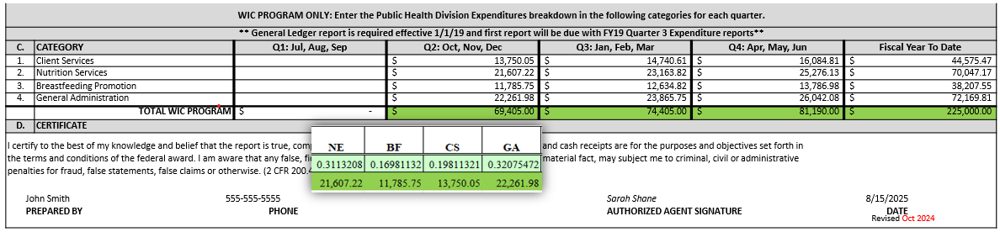 WIC PROGRAM ONLY: Enter the Public Health Division Expenditures breakdown in the following categories for each quarter.
** General Ledger report is required effective 1/1/19 and first report will be due with FY19 Quarter 3 Expenditure reports**
C. CATEGORY Q1: Jul, Aug, Sep Q2: Oct, Nov, Dec Q3: Jan, Feb, Mar Q4: Apr, May, Jun Fiscal Year To Date
1. Client Services $ 13,750.05 $ 14,740.61 $ 16,084.81 $ 44,575.47
2. Nutrition Services $ 21,607.22 $ 23,163.82 $ 25,276.13 $ 70,047.17
3. Breastfeeding Promotion $ 11,785.75 $ 12,634.82 $ 13,786.98 $ 38,207.55
4. General Administration $ 22,261.98 $ 23,865.75 $ 26,042.08 $ 72,169.81
TOTAL WIC PROGRAM $ - $ 69,405.00 $ 74,405.00 $ 81,190.00 $ 225,000.00
D. CERTIFICATE
NE BF CS GA
0.3113208 0.16981132 0.19811321 0.32075472
21,607.22 11,785.75 13,750.05 22,261.98
I certify to the best of my knowledge and belief that the report is true, and cash receipts are for the purposes and objectives set forth in
the terms and conditions of the federal award. I am aware that any false, material fact, may subject me to criminal, civil or administrative
penalties for fraud, false statements, false claims or otherwise. (2 CFR
John Smith 555-555-5555 Sarah Shane 8/15/2025
PREPARED BY PHONE AUTHORIZED AGENT SIGNATURE DATE
Revised Oct 2024